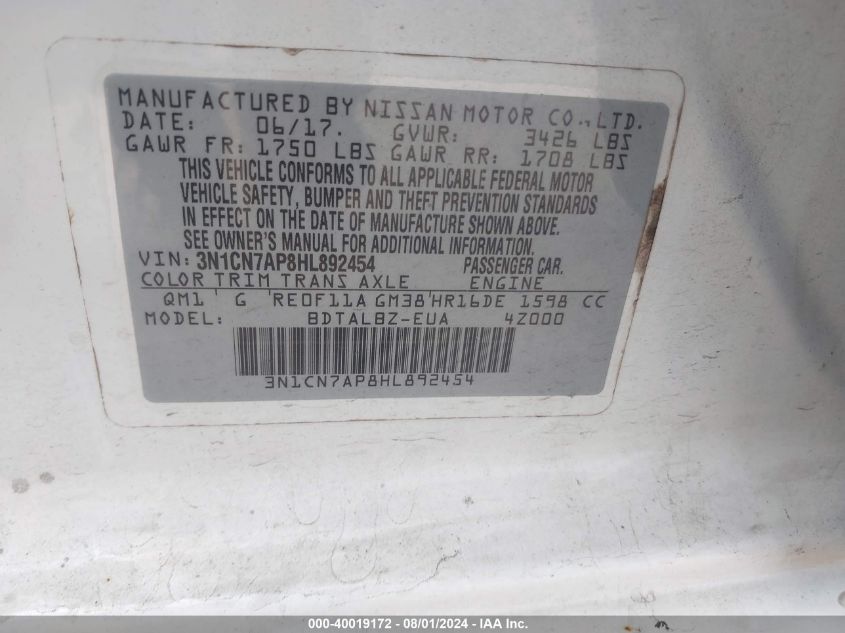 MANUFACTURED BY NISSAN MOTOR CO., LTD.
DATE: 06/17. GVWR: 3426 LBS
GAWR FR: 1750 LBS GAWR RR: 1708 LBS
THIS VEHICLE CONFORMS TO ALL APPLICABLE FEDERAL MOTOR
VEHICLE SAFETY, BUMPER AND THEFT PREVENTION STANDARDS
IN EFFECT ON THE DATE OF MANUFACTURE SHOWN ABOVE.
SEE OWNER'S MANUAL FOR ADDITIONAL INFORMATION.
VIN: 3N1CN7AP8HL892454 PASSENGER CAR.
COLOR TRIM TRANS AXLE ENGINE
QM1 G RE0F11A GM38 HR16DE 1598 CC
MODEL: BDTALBZ-EUA 4Z000
3N1CN7AP8HL892454
000-40019172 - 08/01/2024 - IAA Inc.